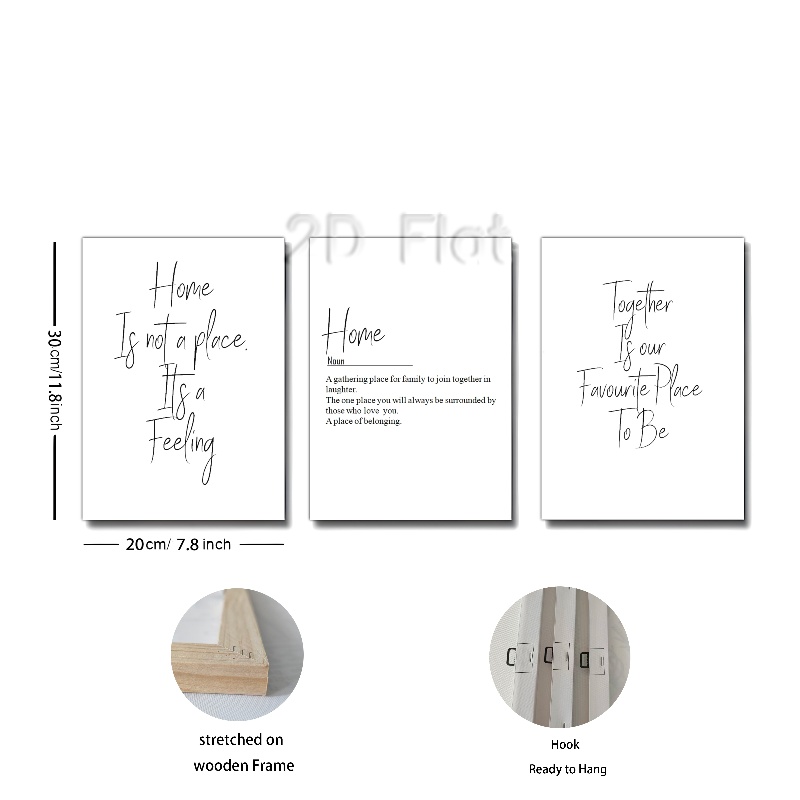 2D Flat
Home
Is not a place.
It's a
Feeling
Home
Noun
A gathering place for family to join together in
laughter.
The one place you will always be surrounded by
those who love you.
A place of belonging.
Together
Is our
Favourite Place
To Be
30cm/11.8inch
20cm/ 7.8 inch
stretched on
wooden Frame
Hook
Ready to Hang